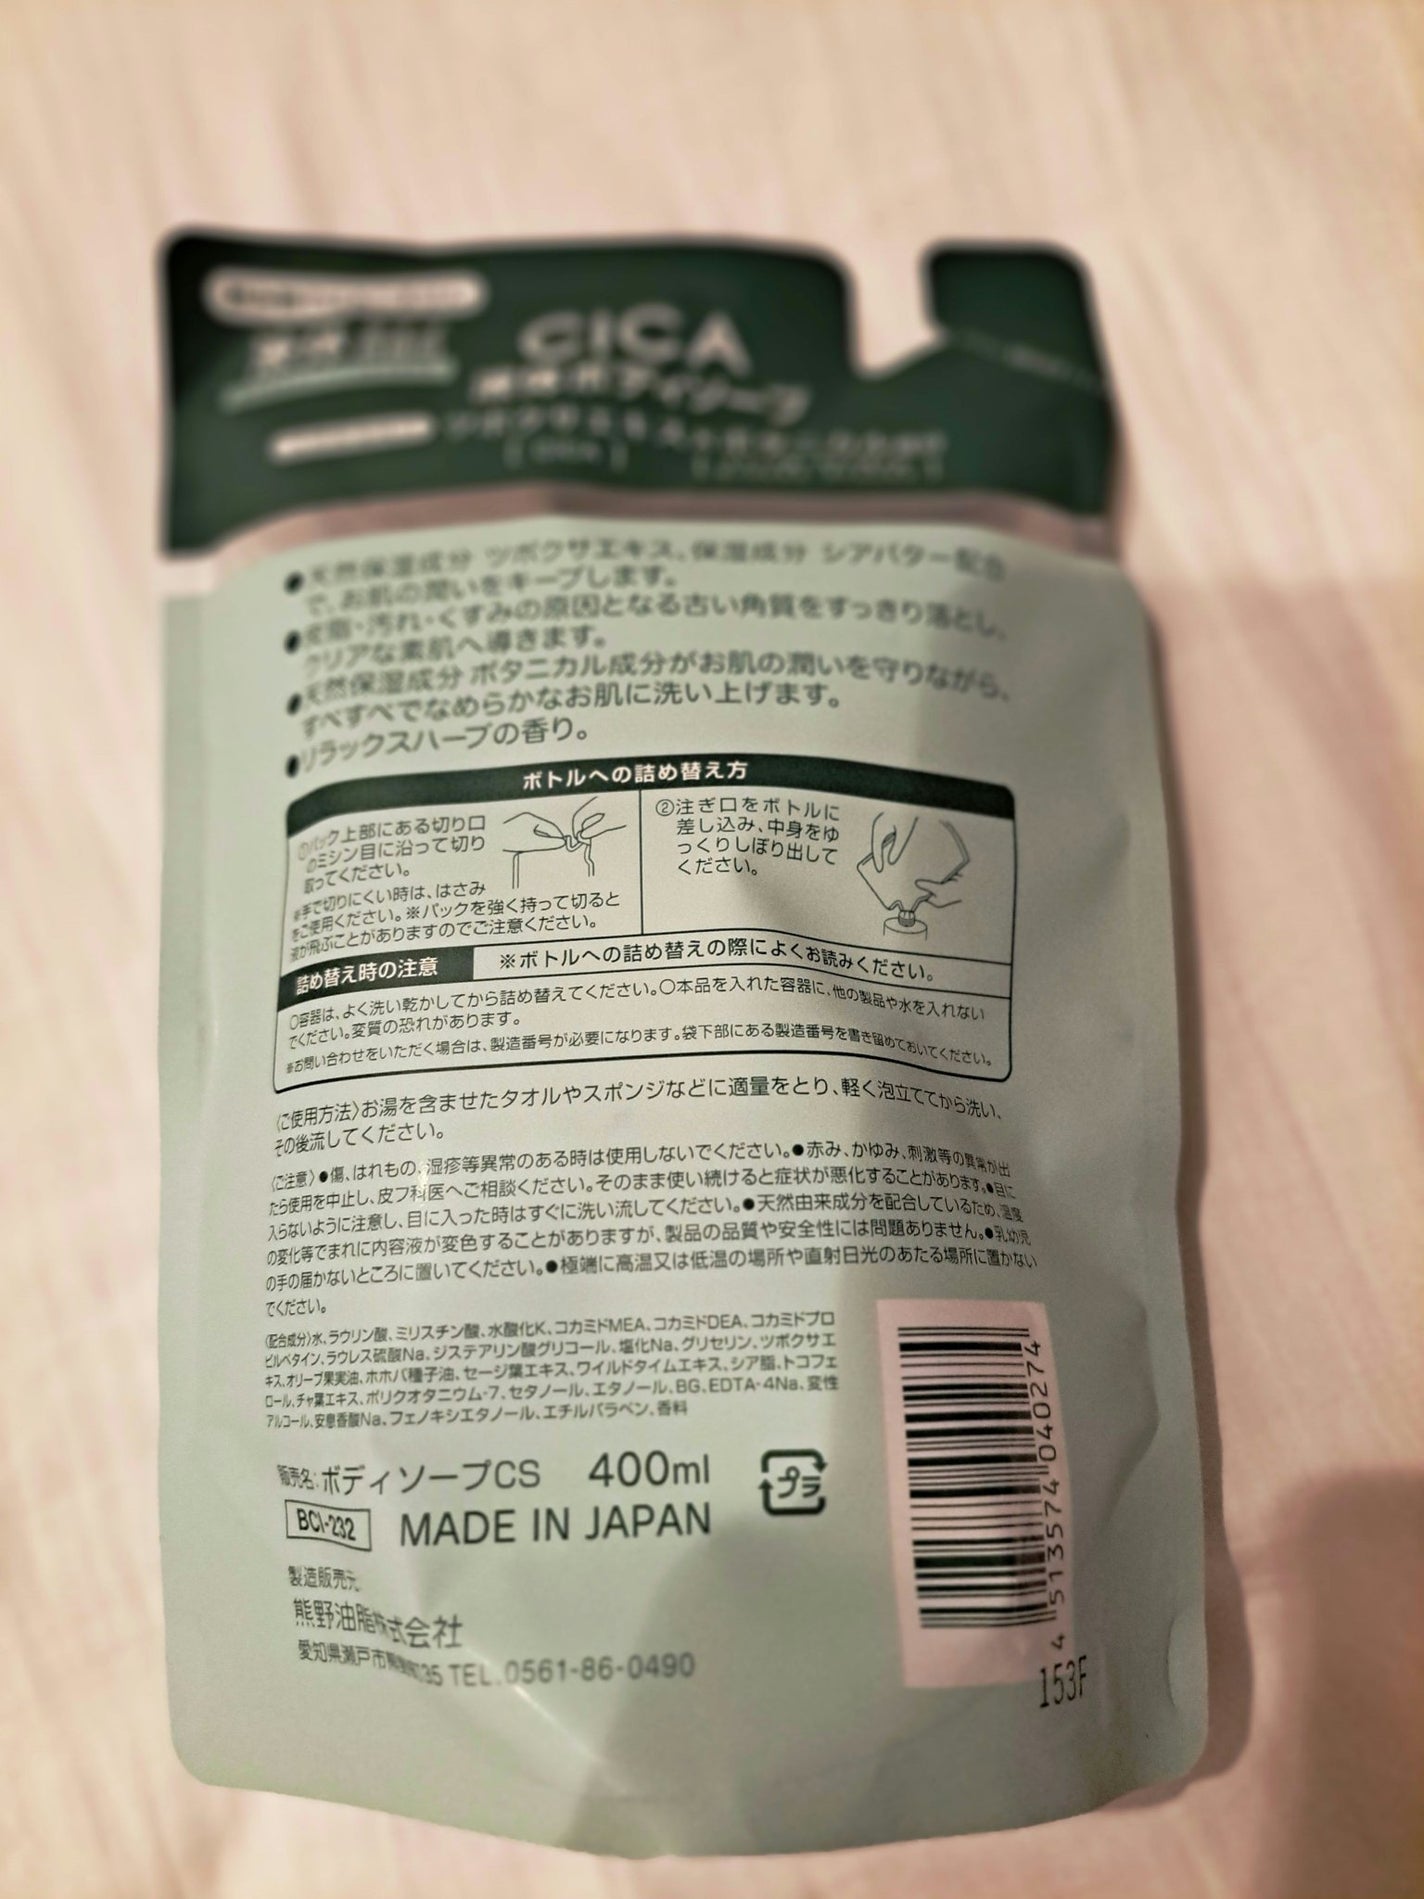 CICA
ボディソープ
●天然保湿成分 ツボクサエキス、保湿成分 シアバター配合
で、お肌の潤いをキープします。
●皮脂・汚れ・くすみの原因となる古い角質をすっきり落とし、
クリアな素肌へ導きます。
●天然保湿成分 ボタニカル成分がお肌の潤いを守りながら、
すべすべでなめらかなお肌に洗い上げます。
●リラックスハーブの香り。
ボトルへの詰め替え方
①パック上部にある切り口
のミシン目に沿って切り
取ってください。
※手で切りにくい時は、はさみ
をご使用ください。※パックを強く持って切ると
液が飛ぶことがありますのでご注意ください。
②注ぎ口をボトルに
差し込み、中身をゆ
っくりしぼり出して
ください。
詰め替え時の注意 ※ボトルへの詰め替えの際によくお読みください。
○容器は、よく洗い乾かしてから詰め替えてください。○本品を入れた容器に、他の製品や水を入れない
でください。変質の恐れがあります。
※お問い合わせをいただく場合は、製造番号が必要になります。袋下部にある製造番号を書き留めておいてください。
〈ご使用方法〉お湯を含ませたタオルやスポンジなどに適量をとり、軽く泡立ててから洗い、
その後流してください。
〈ご注意〉●傷、はれもの、湿疹等異常のある時は使用しないでください。●赤み、かゆみ、刺激等の異常が出
たら使用を中止し、皮フ科医へご相談ください。そのまま使い続けると症状が悪化することがあります。●目に
入らないように注意し、目に入った時はすぐに洗い流してください。●天然由来成分を配合しているため、温度
の変化等でまれに内容液が変色することがありますが、製品の品質や安全性には問題ありません。●乳幼児
の手の届かないところに置いてください。●極端に高温又は低温の場所や直射日光のあたる場所に置かない
でください。
〈配合成分〉水、ラウリン酸、ミリスチン酸、水酸化K、コカミドMEA、コカミドDEA、コカミドプロ
ピルベタイン、ラウレス硫酸Na、ジステアリン酸グリコール、塩化Na、グリセリン、ツボクサエ
キス、オリーブ果実油、ホホバ種子油、セージ葉エキス、ワイルドタイムエキス、シア脂、トコフェ
ロール、チャ葉エキス、ポリクオタニウム-7、セタノール、エタノール、BG、EDTA-4Na、変性
アルコール、安息香酸Na、フェノキシエタノール、エチルパラベン、香料
販売名:ボディソープCS 400ml
プラ
BCI-232 MADE IN JAPAN
製造販売元
熊野油脂株式会社
愛知県瀬戸市 35 TEL.0561-86-0490
4 513574 040274
153F